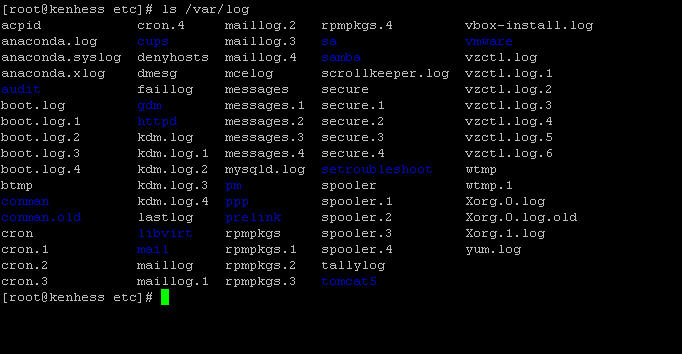 [root@kenhess etc]# ls /var/log
acpid cron.4 maillog.2 rpmpkgs.4 vbox-install.log
anaconda.log cups maillog.3 sa vmware
anaconda.syslog denyhosts maillog.4 samba vzctl.log
anaconda.xlog dmesg mcelog scrollkeeper.log vzctl.log.1
audit faillog messages secure vzctl.log.2
boot.log gdm messages.1 secure.1 vzctl.log.3
boot.log.1 httpd messages.2 secure.2 vzctl.log.4
boot.log.2 kdm.log messages.3 secure.3 vzctl.log.5
boot.log.3 kdm.log.1 messages.4 secure.4 vzctl.log.6
boot.log.4 kdm.log.2 mysqld.log setroubleshoot wtmp
btmp kdm.log.3 pm spooler wtmp.1
conman kdm.log.4 ppp spooler.1 Xorg.0.log
conman.old lastlog prelink spooler.2 Xorg.0.log.old
cron libvirt rpmpkgs spooler.3 Xorg.1.log
cron.1 mail rpmpkgs.1 spooler.4 yum.log
cron.2 maillog rpmpkgs.2 tallylog
cron.3 maillog.1 rpmpkgs.3 tomcat5
[root@kenhess etc]#